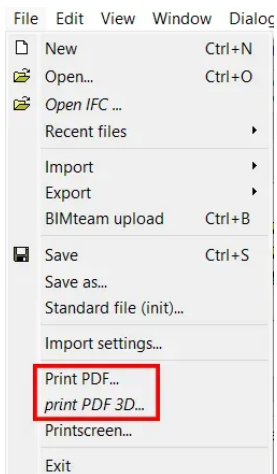 File Edit View Window Dialog
New Ctrl+N
Open... Ctrl+O
Open IFC ...
Recent files
Import
Export
BIMteam upload Ctrl+B
Save Ctrl+S
Save as...
Standard file (init)...
Import settings...
Print PDF...
print PDF 3D...
Printscreen...
Exit